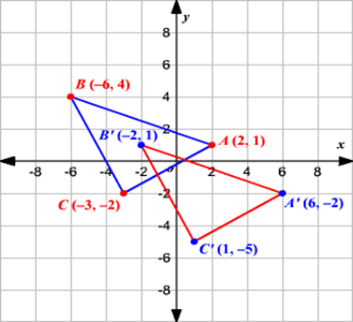 y
8
6
B (–6, 4)
4
2
B′ (–2, 1)
A (2, 1)
x
-8
-6
-4
-2
0
2
4
6
8
C (–3, –2)
-2
A′ (6, –2)
-4
C′ (1, –5)
-6
-8